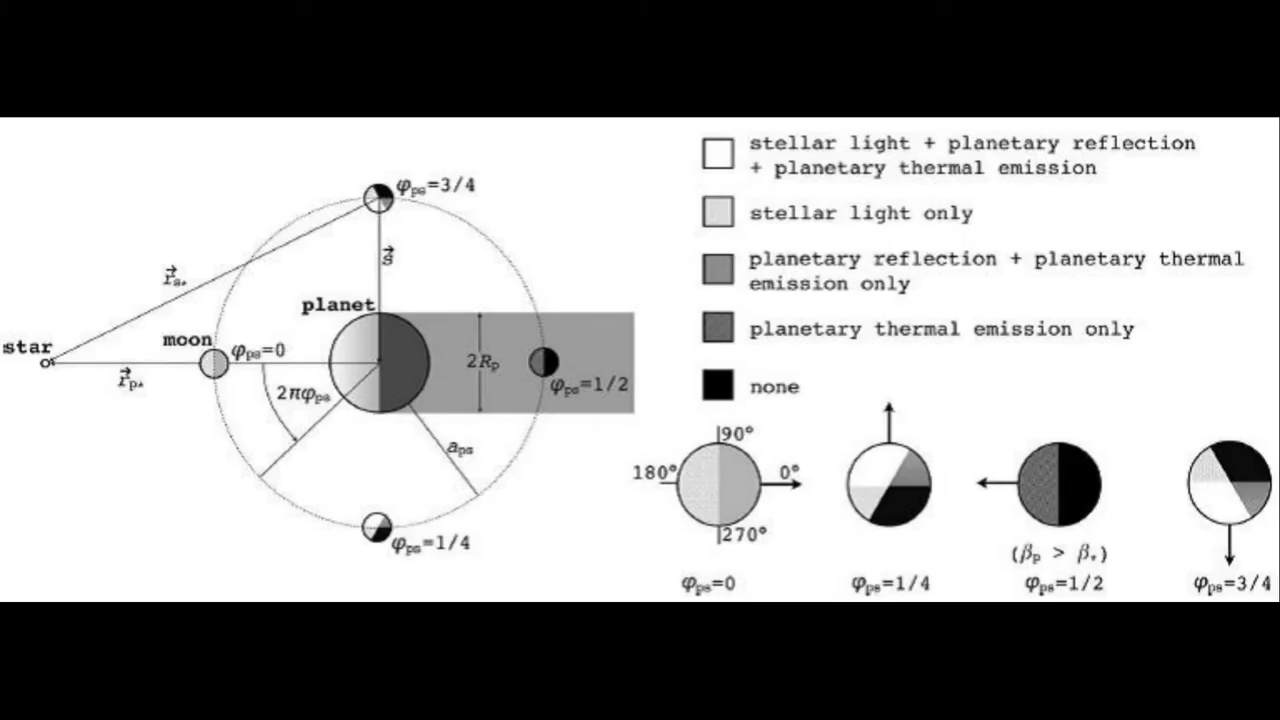 φps=3/4
s⃗
r⃗s*
planet
star
moon
φps=0
2Rp
r⃗p*
2πφps
φps=1/2
aps
φps=1/4
stellar light + planetary reflection
+ planetary thermal emission
stellar light only
planetary reflection + planetary thermal
emission only
planetary thermal emission only
none
90°
180°
0°
270°
(βp > β*)
φps=0
φps=1/4
φps=1/2
φps=3/4